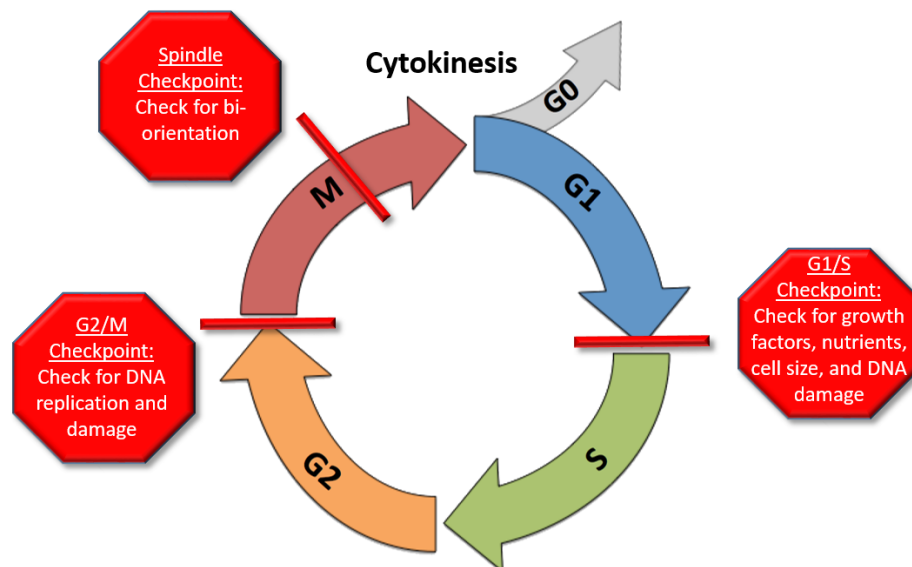 Spindle
Checkpoint:
Check for bi-
orientation
Cytokinesis
G0
M
G1
G1/S
Checkpoint:
Check for growth
factors, nutrients,
cell size, and DNA
damage
G2/M
Checkpoint:
Check for DNA
replication and
damage
G2
S